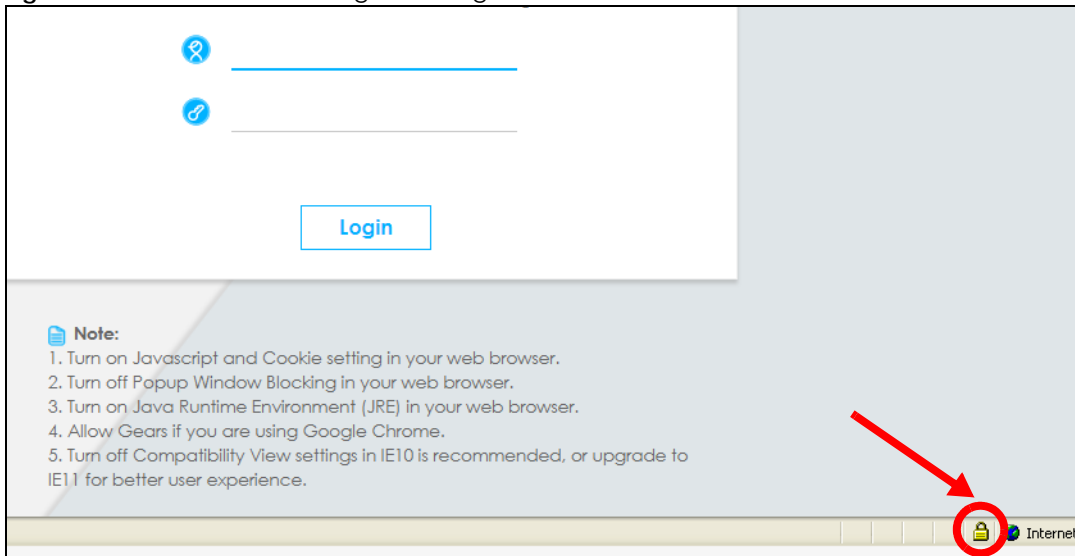 Login
Note:
1. Turn on Javascript and Cookie setting in your web browser.
2. Turn off Popup Window Blocking in your web browser.
3. Turn on Java Runtime Environment (JRE) in your web browser.
4. Allow Gears if you are using Google Chrome.
5. Turn off Compatibility View settings in IE10 is recommended, or upgrade to
IE11 for better user experience.
Internet